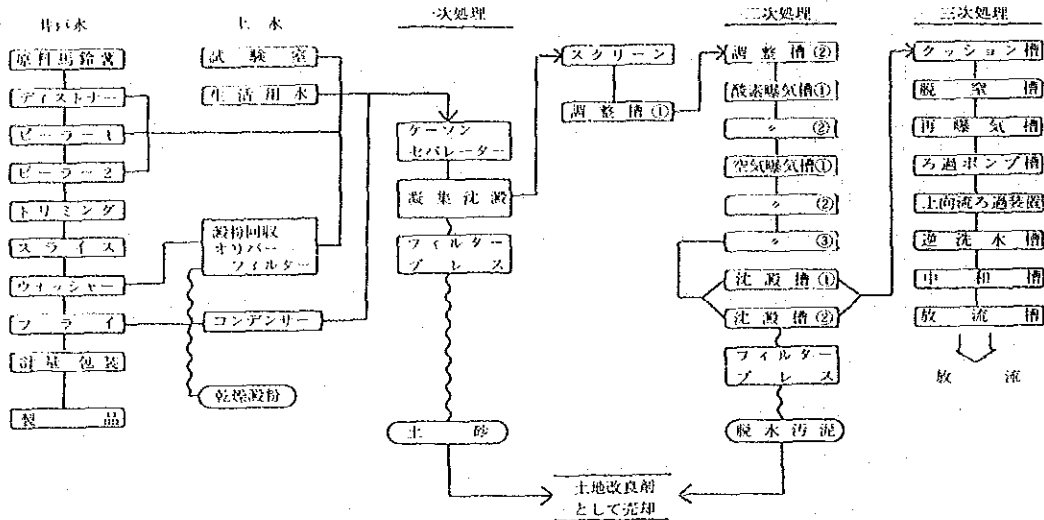 井戸水
原料馬鈴薯
ディストナー
ピーラー1
ピーラー2
トリミング
スライス
ウォッシャー
フライ
計量包装
製品
上水
試験室
生活用水
澱粉回収
オリバー
フィルター
コンデンサー
乾燥澱粉
一次処理
ケーソン
セパレーター
凝集沈澱
フィルター
プレス
土砂
スクリーン
調整槽①
二次処理
調整槽②
酸素曝気槽①
〃②
空気曝気槽①
〃②
〃③
沈澱槽①
沈澱槽②
フィルター
プレス
脱水汚泥
土地改良剤
として売却
三次処理
クッション槽
脱窒槽
再曝気槽
ろ過ポンプ槽
上向流ろ過装置
逆洗水槽
中和槽
放流槽
放流